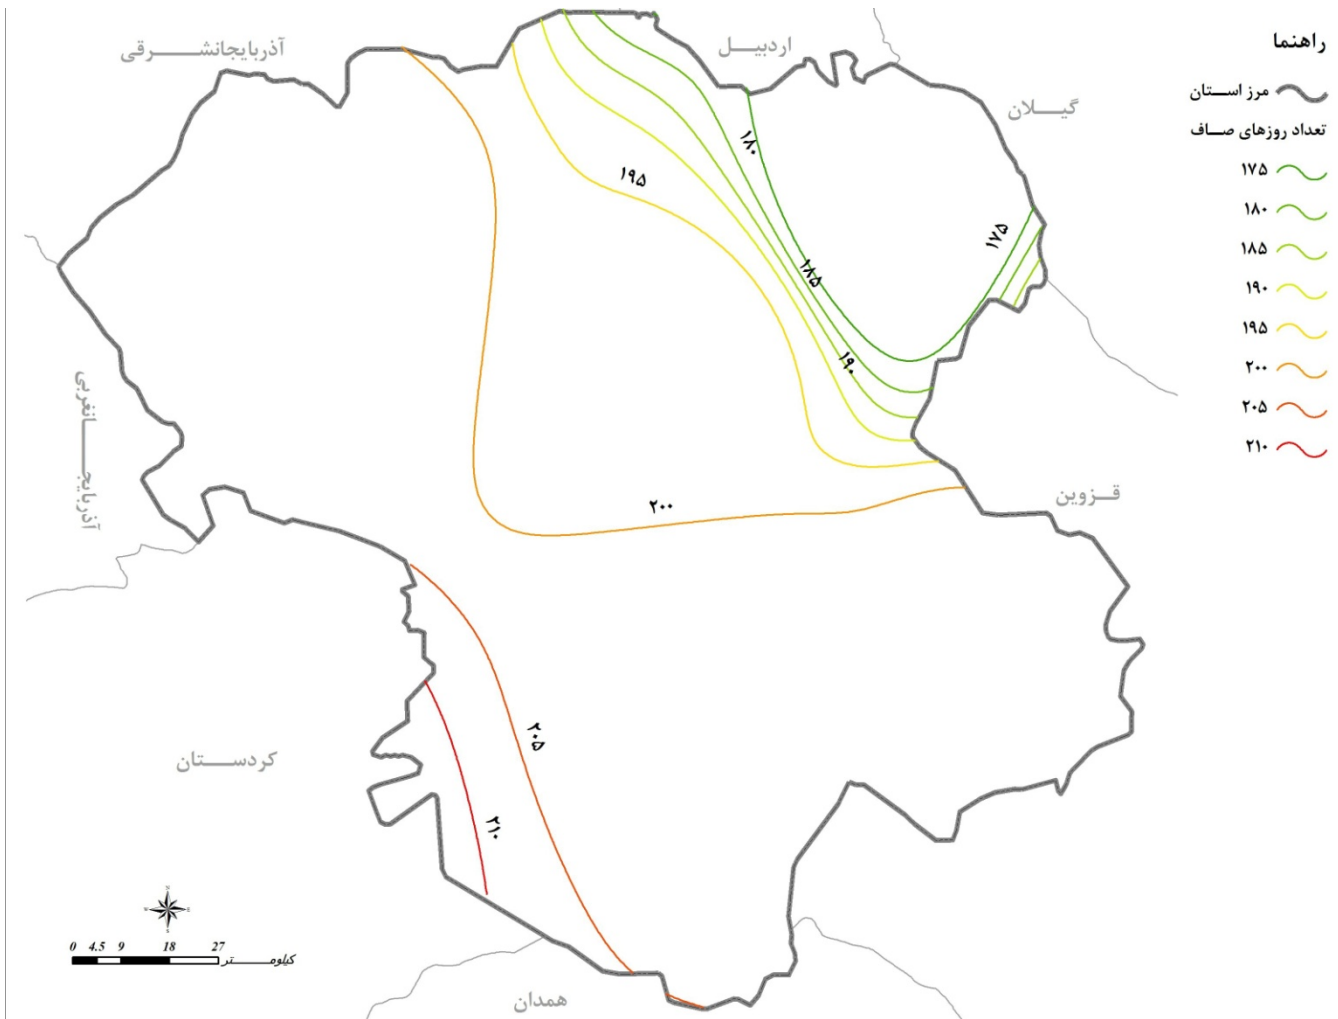 راهنما
مرز استان
تعداد روزهای صاف
۱۷۵
۱۸۰
۱۸۵
۱۹۰
۱۹۵
۲۰۰
۲۰۵
۲۱۰
آذربایجانشرقی
اردبیل
گیلان
۱۸۰
۱۹۵
۱۷۵
۱۸۵
۱۹۰
آذربایجانغربی
قزوین
۲۰۰
کردستان
۲۰۵
۲۱۰
0 4.5 9 18 27
کیلومتر
همدان